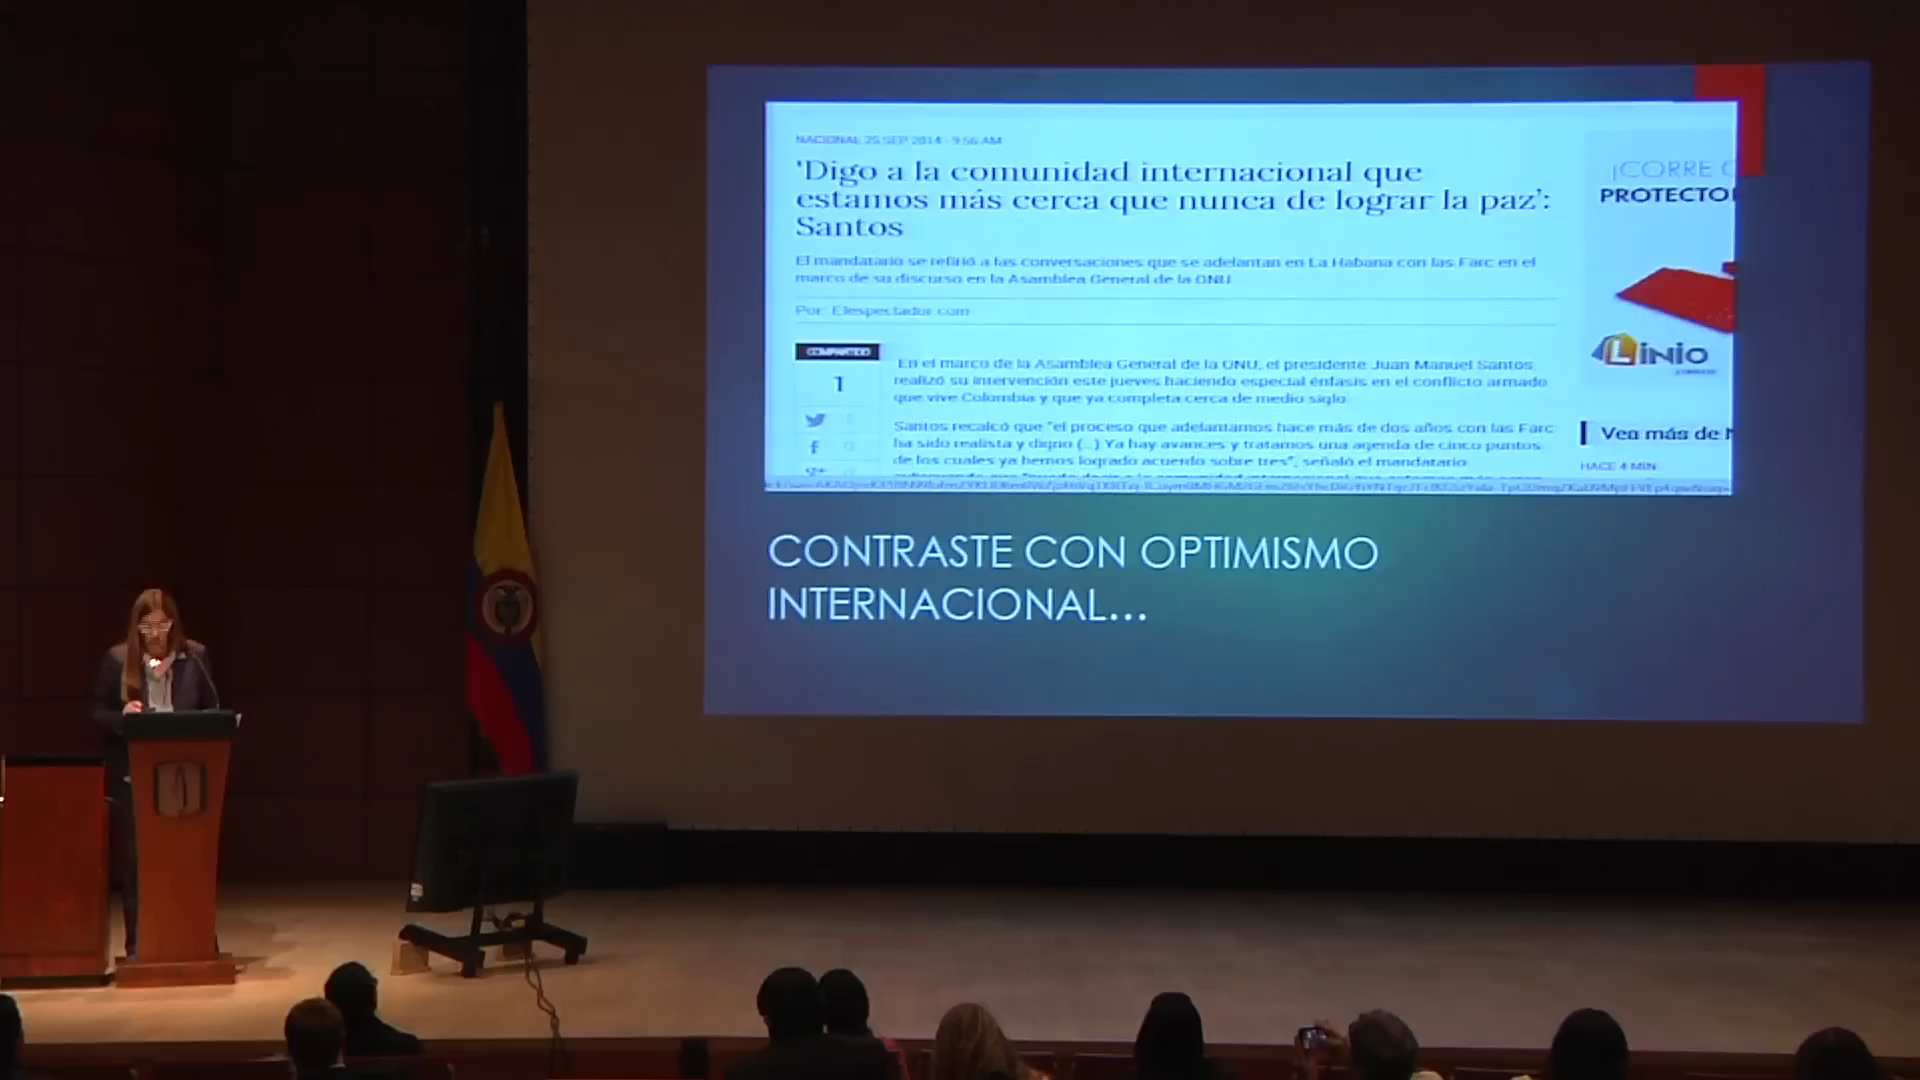 NACIONAL 25 SEP 2014 - 9:56 AM
'Digo a la comunidad internacional que
estamos más cerca que nunca de lograr la paz':
Santos
El mandatario se refirió a las conversaciones que se adelantan en La Habana con las Farc en el
marco de su discurso en la Asamblea General de la ONU.
Por: Elespectador.com
COMPARTIDO
1
En el marco de la Asamblea General de la ONU, el presidente Juan Manuel Santos
realizó su intervención este jueves haciendo especial énfasis en el conflicto armado
que vive Colombia y que ya completa cerca de medio siglo.
Santos recalcó que "el proceso que adelantamos hace más de dos años con las Farc
ha sido realista y digno (...) Ya hay avances y tratamos una agenda de cinco puntos
de los cuales ya hemos logrado acuerdo sobre tres", señaló el mandatario
¡CORRE
PROTECTO
Linio
Vea más de
HACE 4 MIN
CONTRASTE CON OPTIMISMO
INTERNACIONAL...